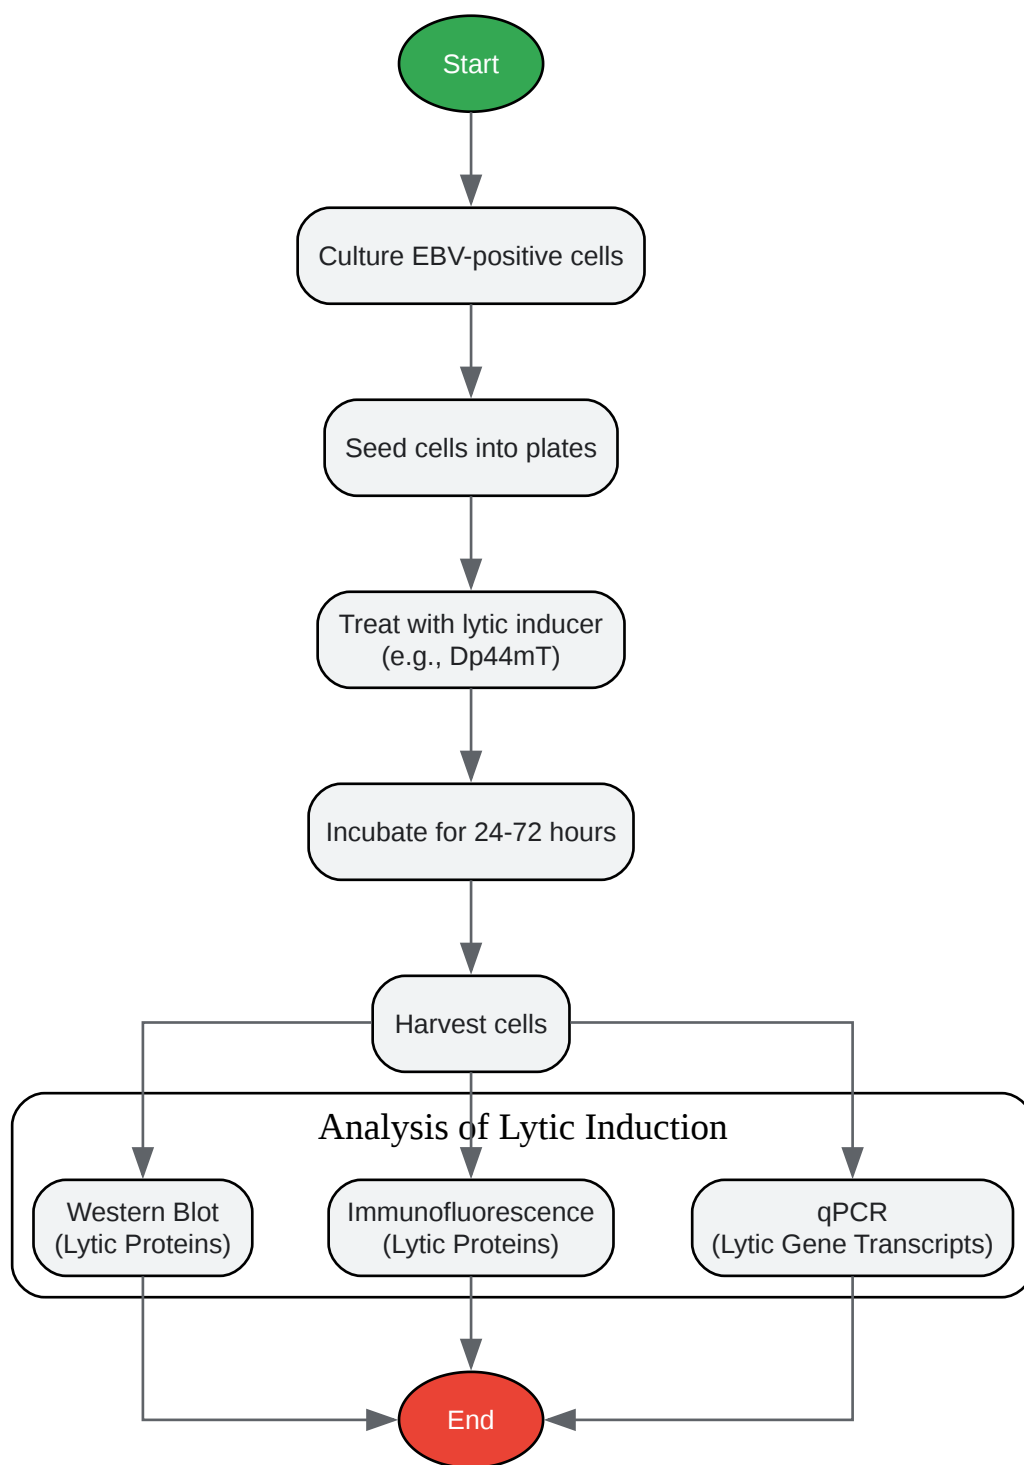 Start
Culture EBV-positive cells
Seed cells into plates
Treat with lytic inducer
(e.g., Dp44mT)
Incubate for 24-72 hours
Harvest cells
Analysis of Lytic Induction
Western Blot
(Lytic Proteins)
Immunofluorescence
(Lytic Proteins)
qPCR
(Lytic Gene Transcripts)
End